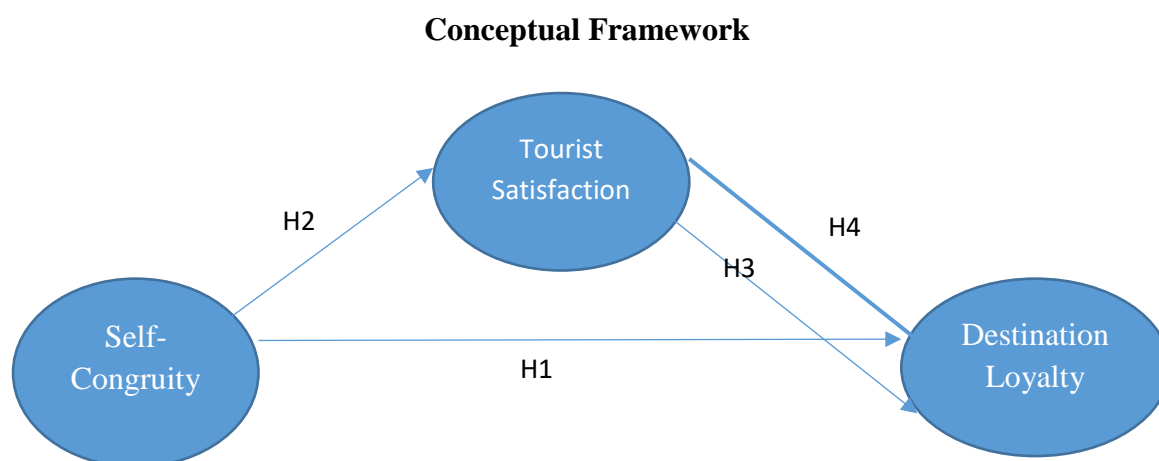 Conceptual Framework
Tourist
Satisfaction
H2
H4
H3
Self-
Congruity
Destination
Loyalty
H1